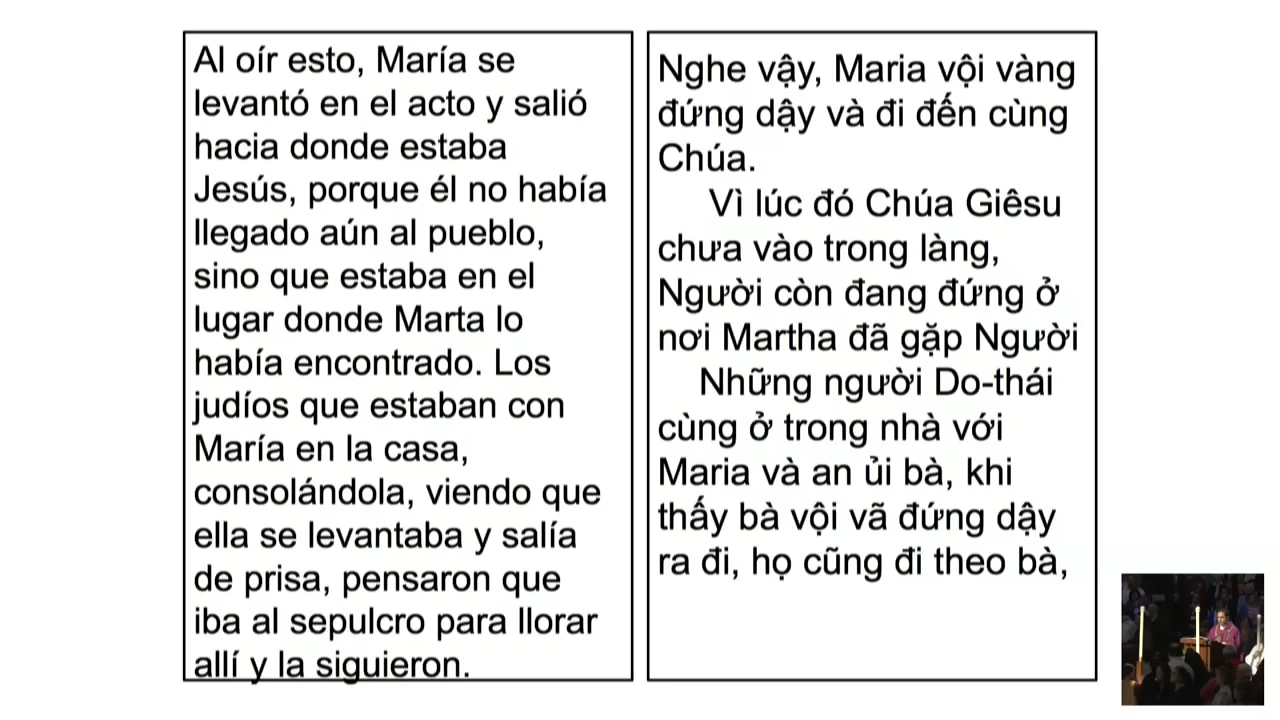 Al oír esto, María se
levantó en el acto y salió
hacia donde estaba
Jesús, porque él no había
llegado aún al pueblo,
sino que estaba en el
lugar donde Marta lo
había encontrado. Los
judíos que estaban con
María en la casa,
consolándola, viendo que
ella se levantaba y salía
de prisa, pensaron que
iba al sepulcro para llorar
allí y la siguieron.
Nghe vậy, Maria vội vàng
đứng dậy và đi đến cùng
Chúa.
Vì lúc đó Chúa Giêsu
chưa vào trong làng,
Người còn đang đứng ở
nơi Martha đã gặp Người
Những người Do-thái
cùng ở trong nhà với
Maria và an ủi bà, khi
thấy bà vội vã đứng dậy
ra đi, họ cũng đi theo bà,